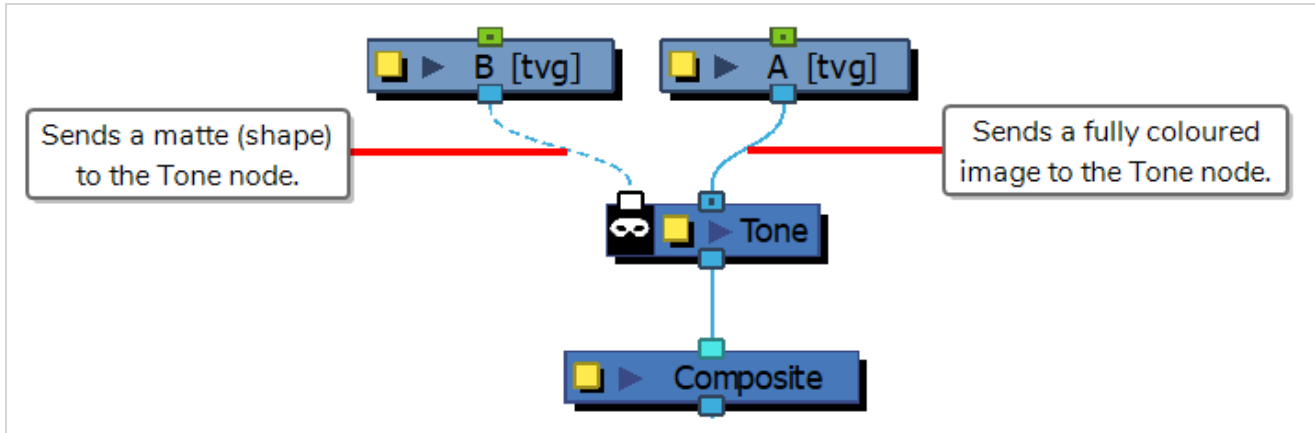 B [tvg]
A [tvg]
Sends a matte (shape)
to the Tone node.
Sends a fully coloured
image to the Tone node.
Tone
Composite